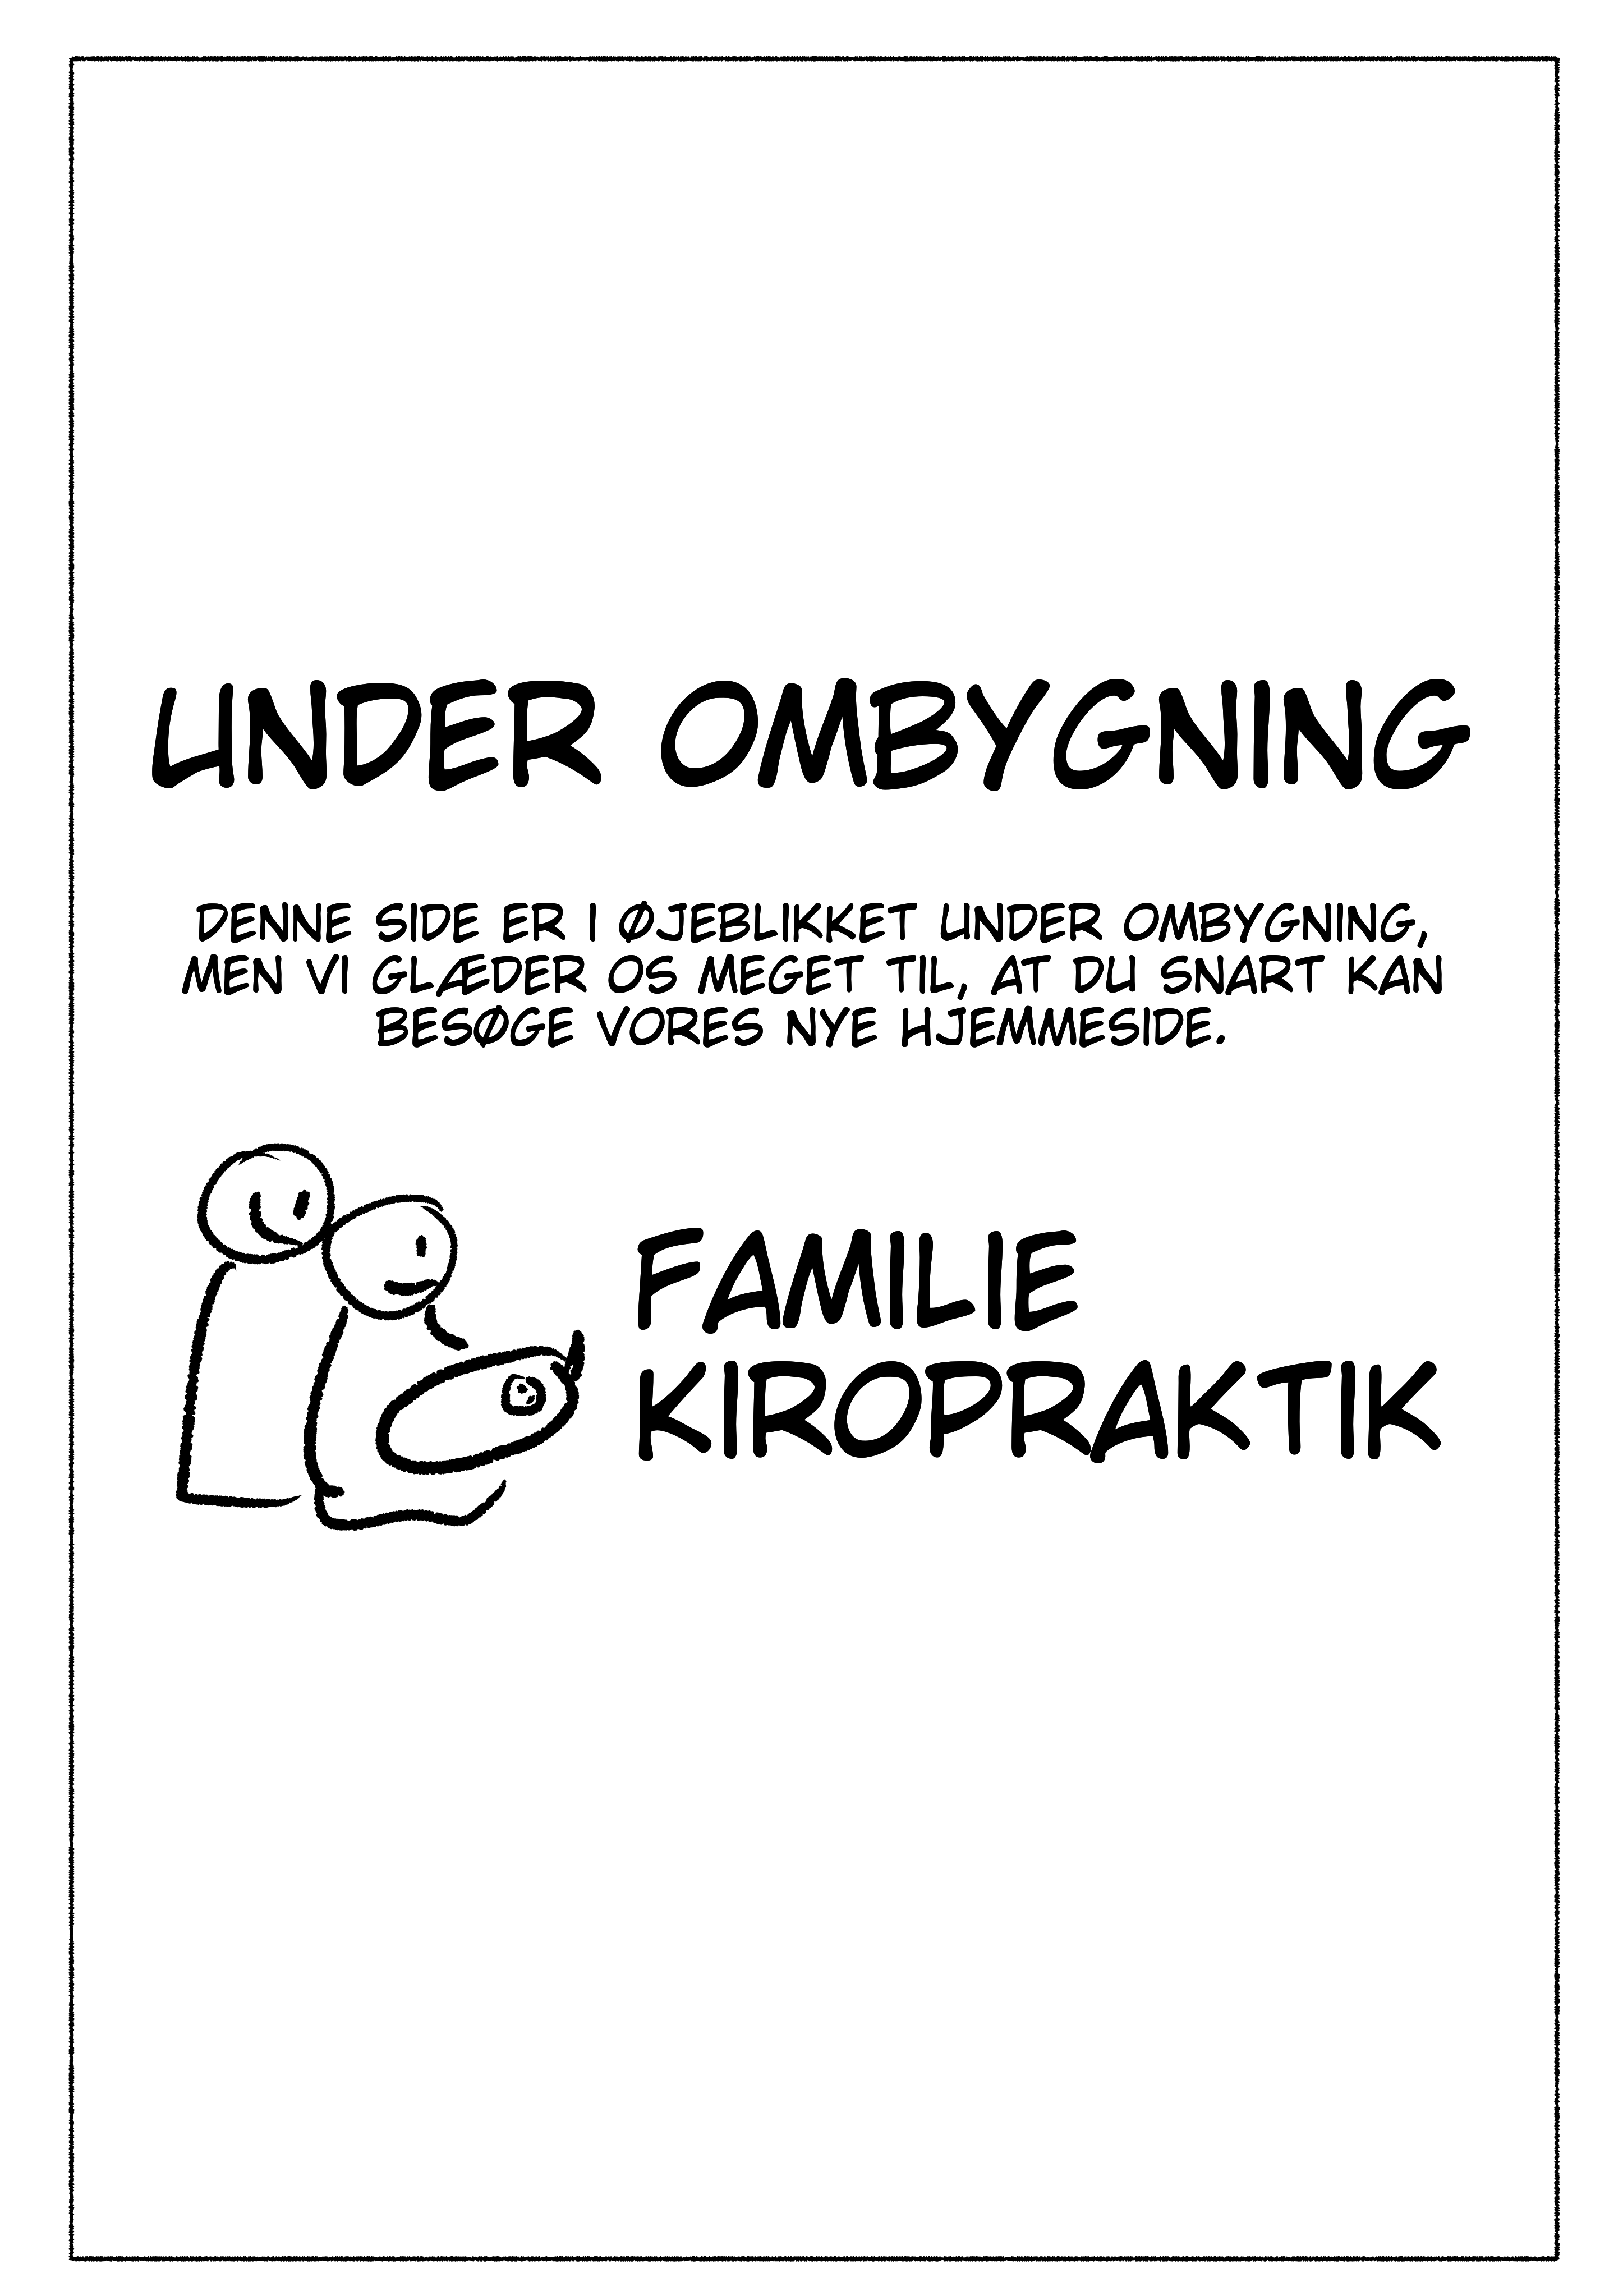 UNDER OMBYGNING
DENNE SIDE ER I ØJEBLIKKET UNDER OMBYGNING,
MEN VI GLÆDER OS MEGET TIL, AT DU SNART KAN
BESØGE VORES NYE HJEMMESIDE.
FAMILIE
KIROPRAKTIK